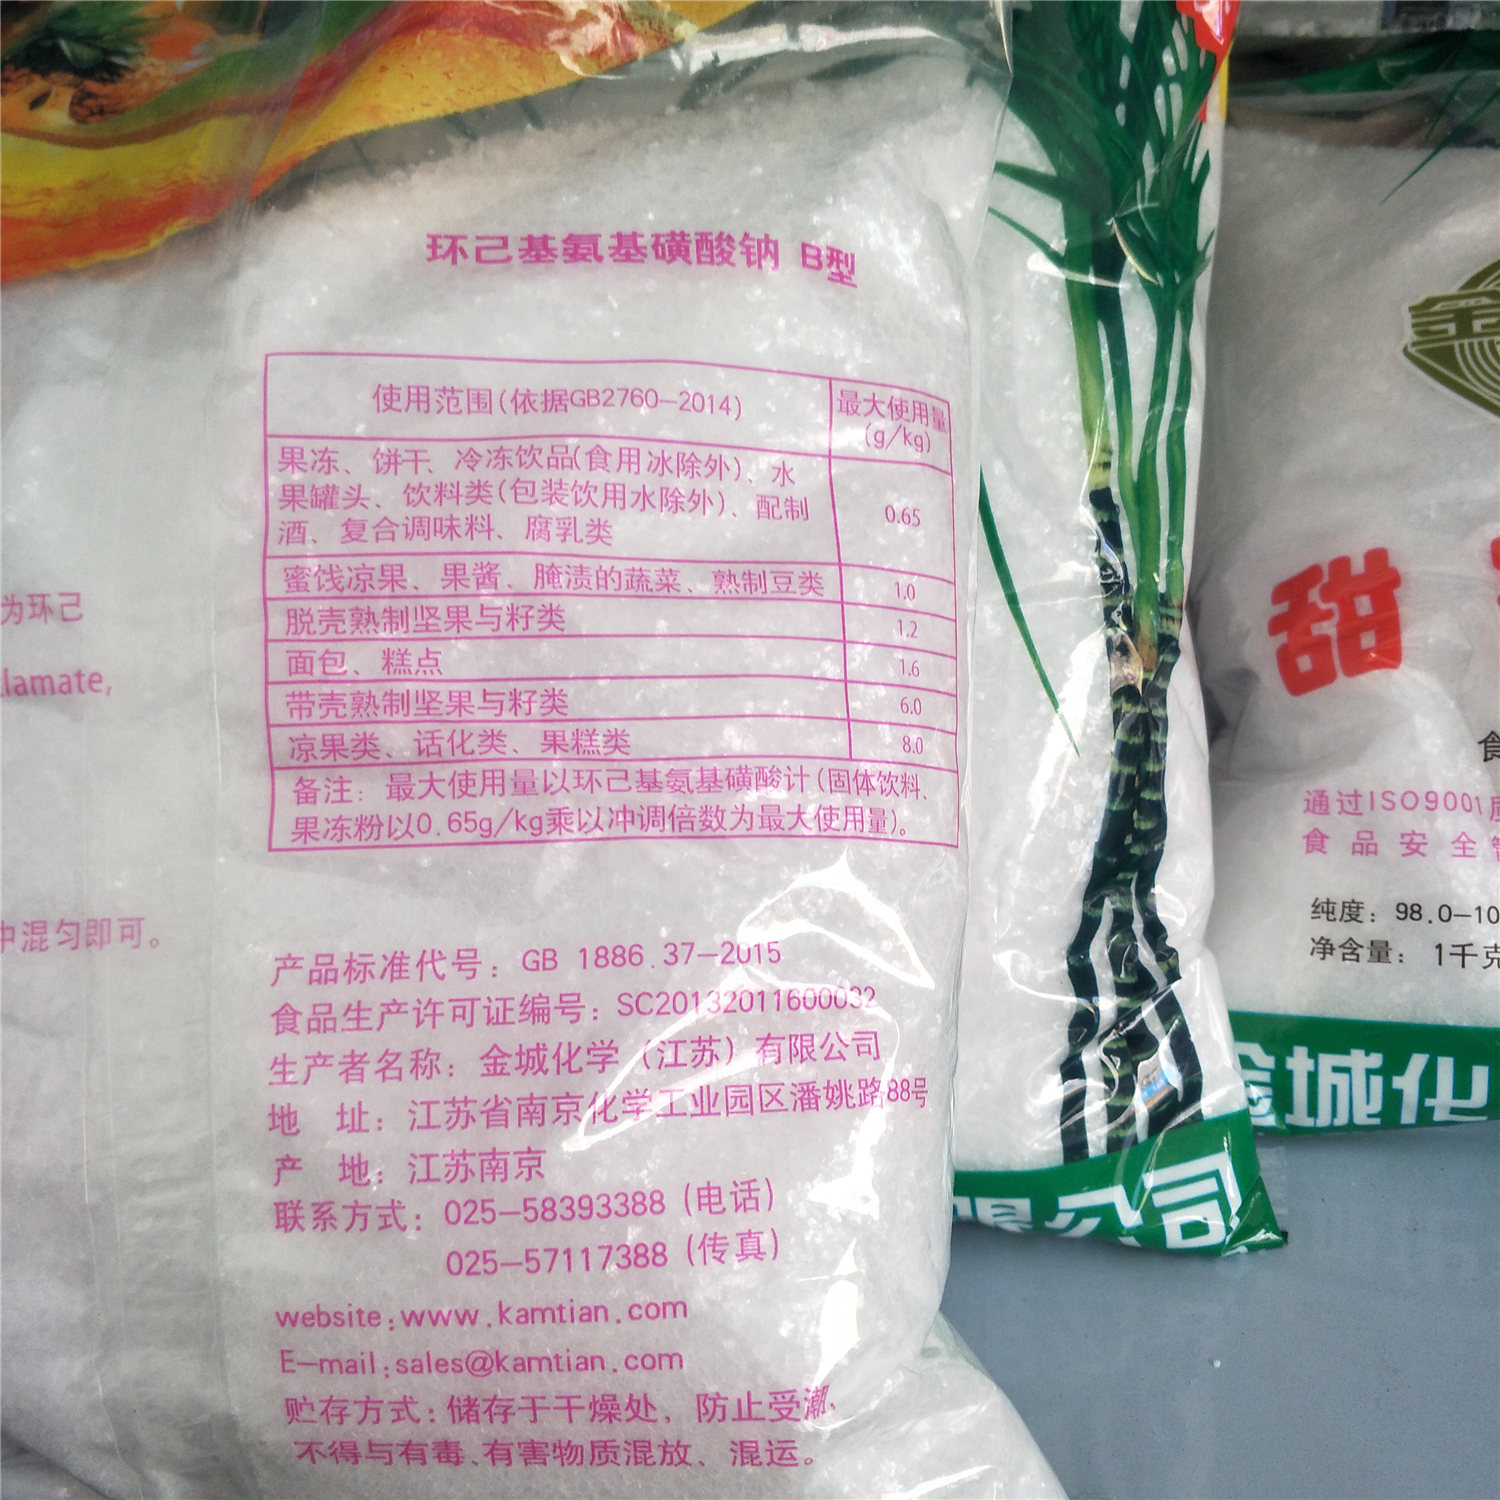 环己基氨基磺酸钠 B型
使用范围(依据GB2760-2014)
最大使用量
(g/kg)
果冻、饼干、冷冻饮品(食用冰除外)、水
果罐头、饮料类(包装饮用水除外)、配制
酒、复合调味料、腐乳类
0.65
蜜饯凉果、果酱、腌渍的蔬菜、熟制豆类
1.0
脱壳熟制坚果与籽类
1.2
面包、糕点
1.6
带壳熟制坚果与籽类
6.0
凉果类、话化类、果糕类
8.0
备注：最大使用量以环己基氨基磺酸计(固体饮料、
果冻粉以0.65g/kg乘以冲调倍数为最大使用量)。
产品标准代号：GB 1886.37-2015
食品生产许可证编号：SC20132011600032
生产者名称：金城化学（江苏）有限公司
地 址：江苏省南京化学工业园区潘姚路88号
产 地：江苏南京
联系方式：025-58393388 (电话)
025-57117388 (传真)
website:www.kamtian.com
E-mail:sales@kamtian.com
贮存方式：储存于干燥处，防止受潮，
不得与有毒、有害物质混放、混运。
为环己
lamate,
中混匀即可。
限公司
金
甜
食
通过ISO9001质
食品安全管
纯度：98.0-10
净含量：1千克
金城化